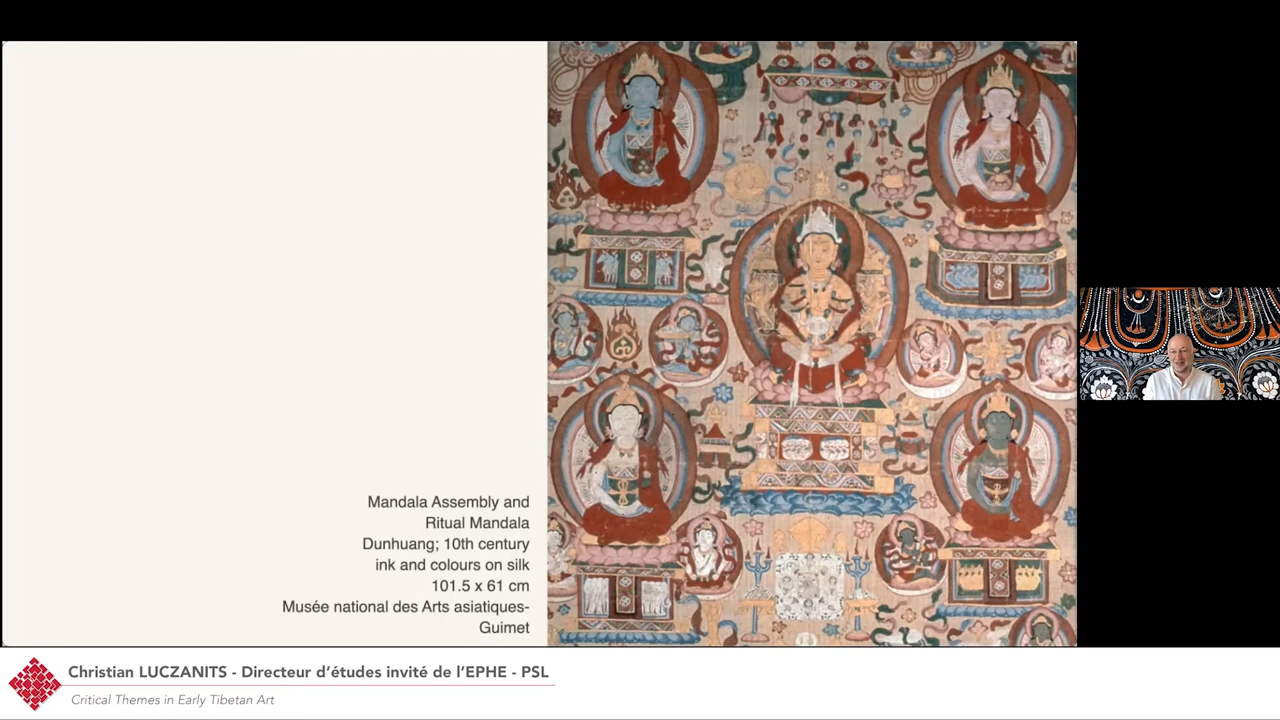 Mandala Assembly and
Ritual Mandala
Dunhuang; 10th century
ink and colours on silk
101.5 x 61 cm
Musée national des Arts asiatiques-
Guimet
Christian LUCZANITS - Directeur d’études invité de l’EPHE - PSL
Critical Themes in Early Tibetan Art